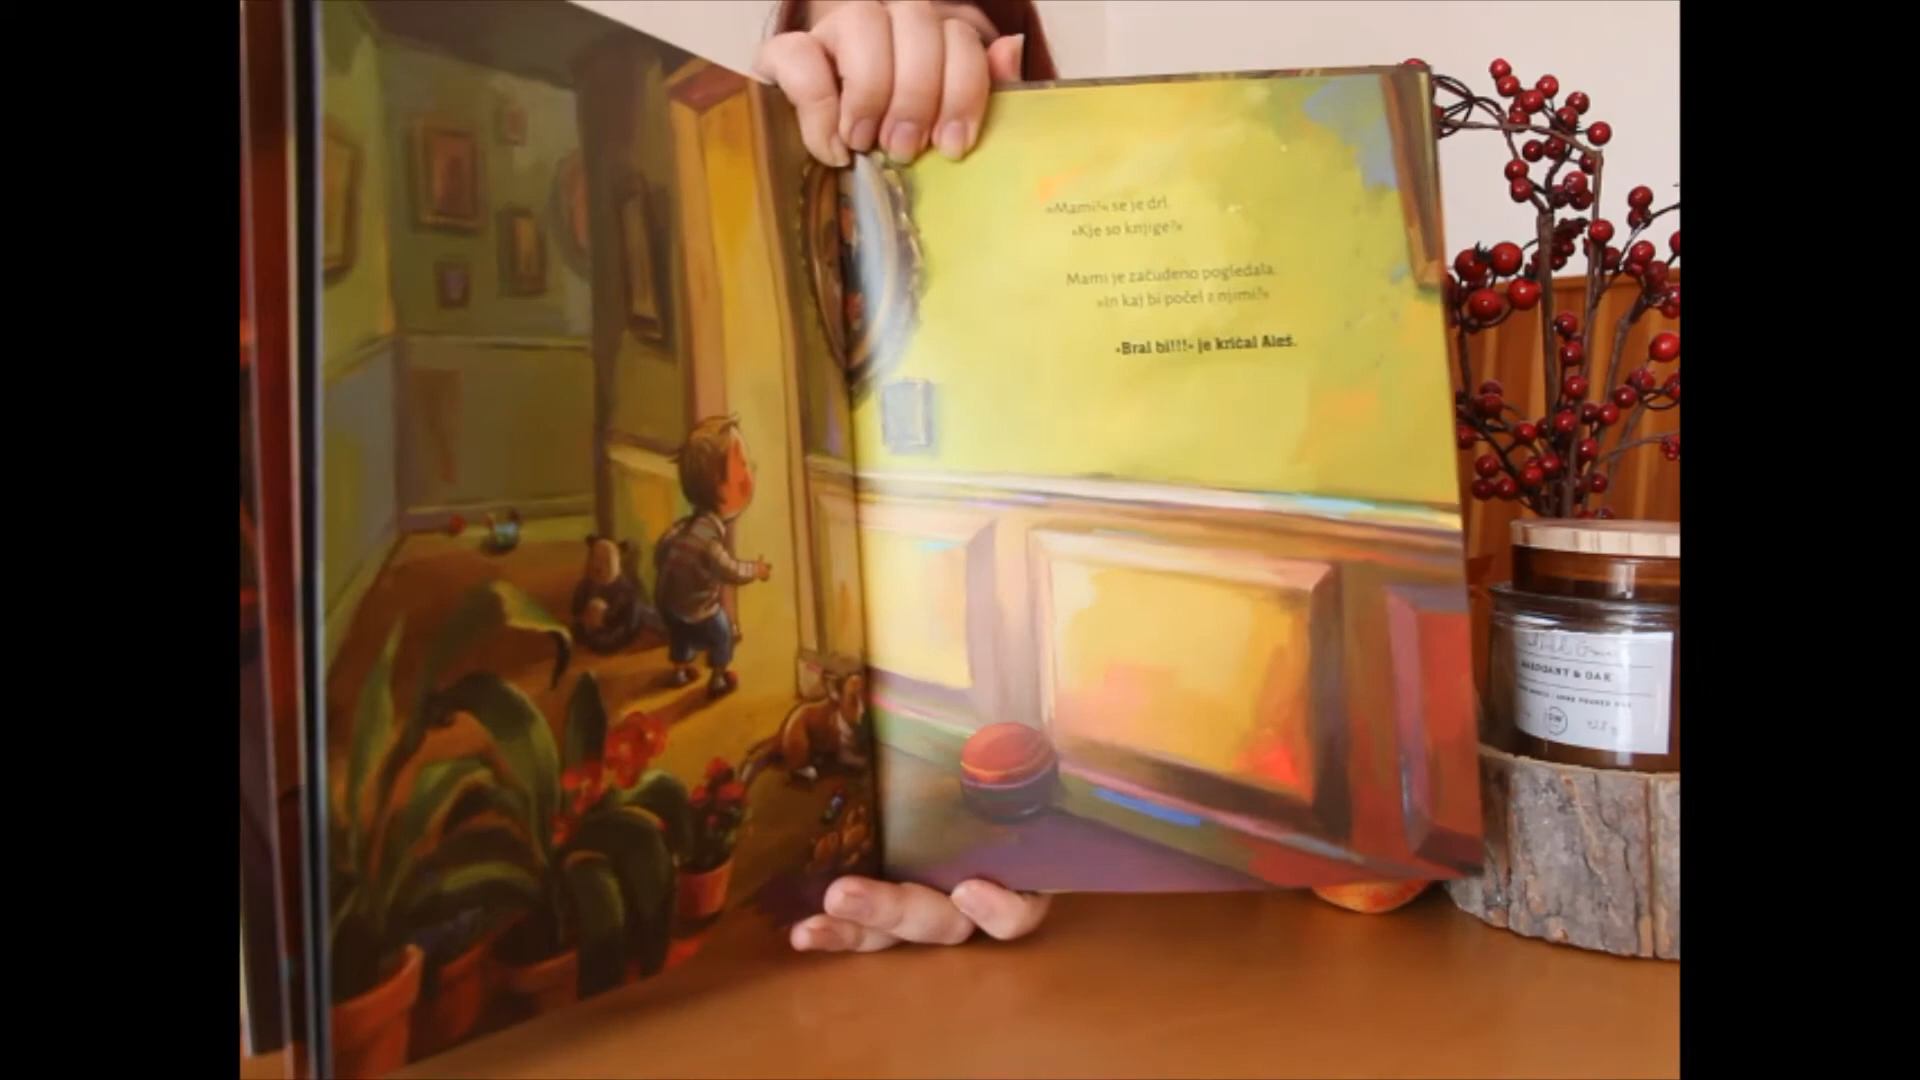 »Mami!« se je drl.
»Kje so knjige?«
Mami je začudeno pogledala.
»In kaj bi počel z njimi?«
»Bral bi!!!« je kričal Aleš.
& OAK